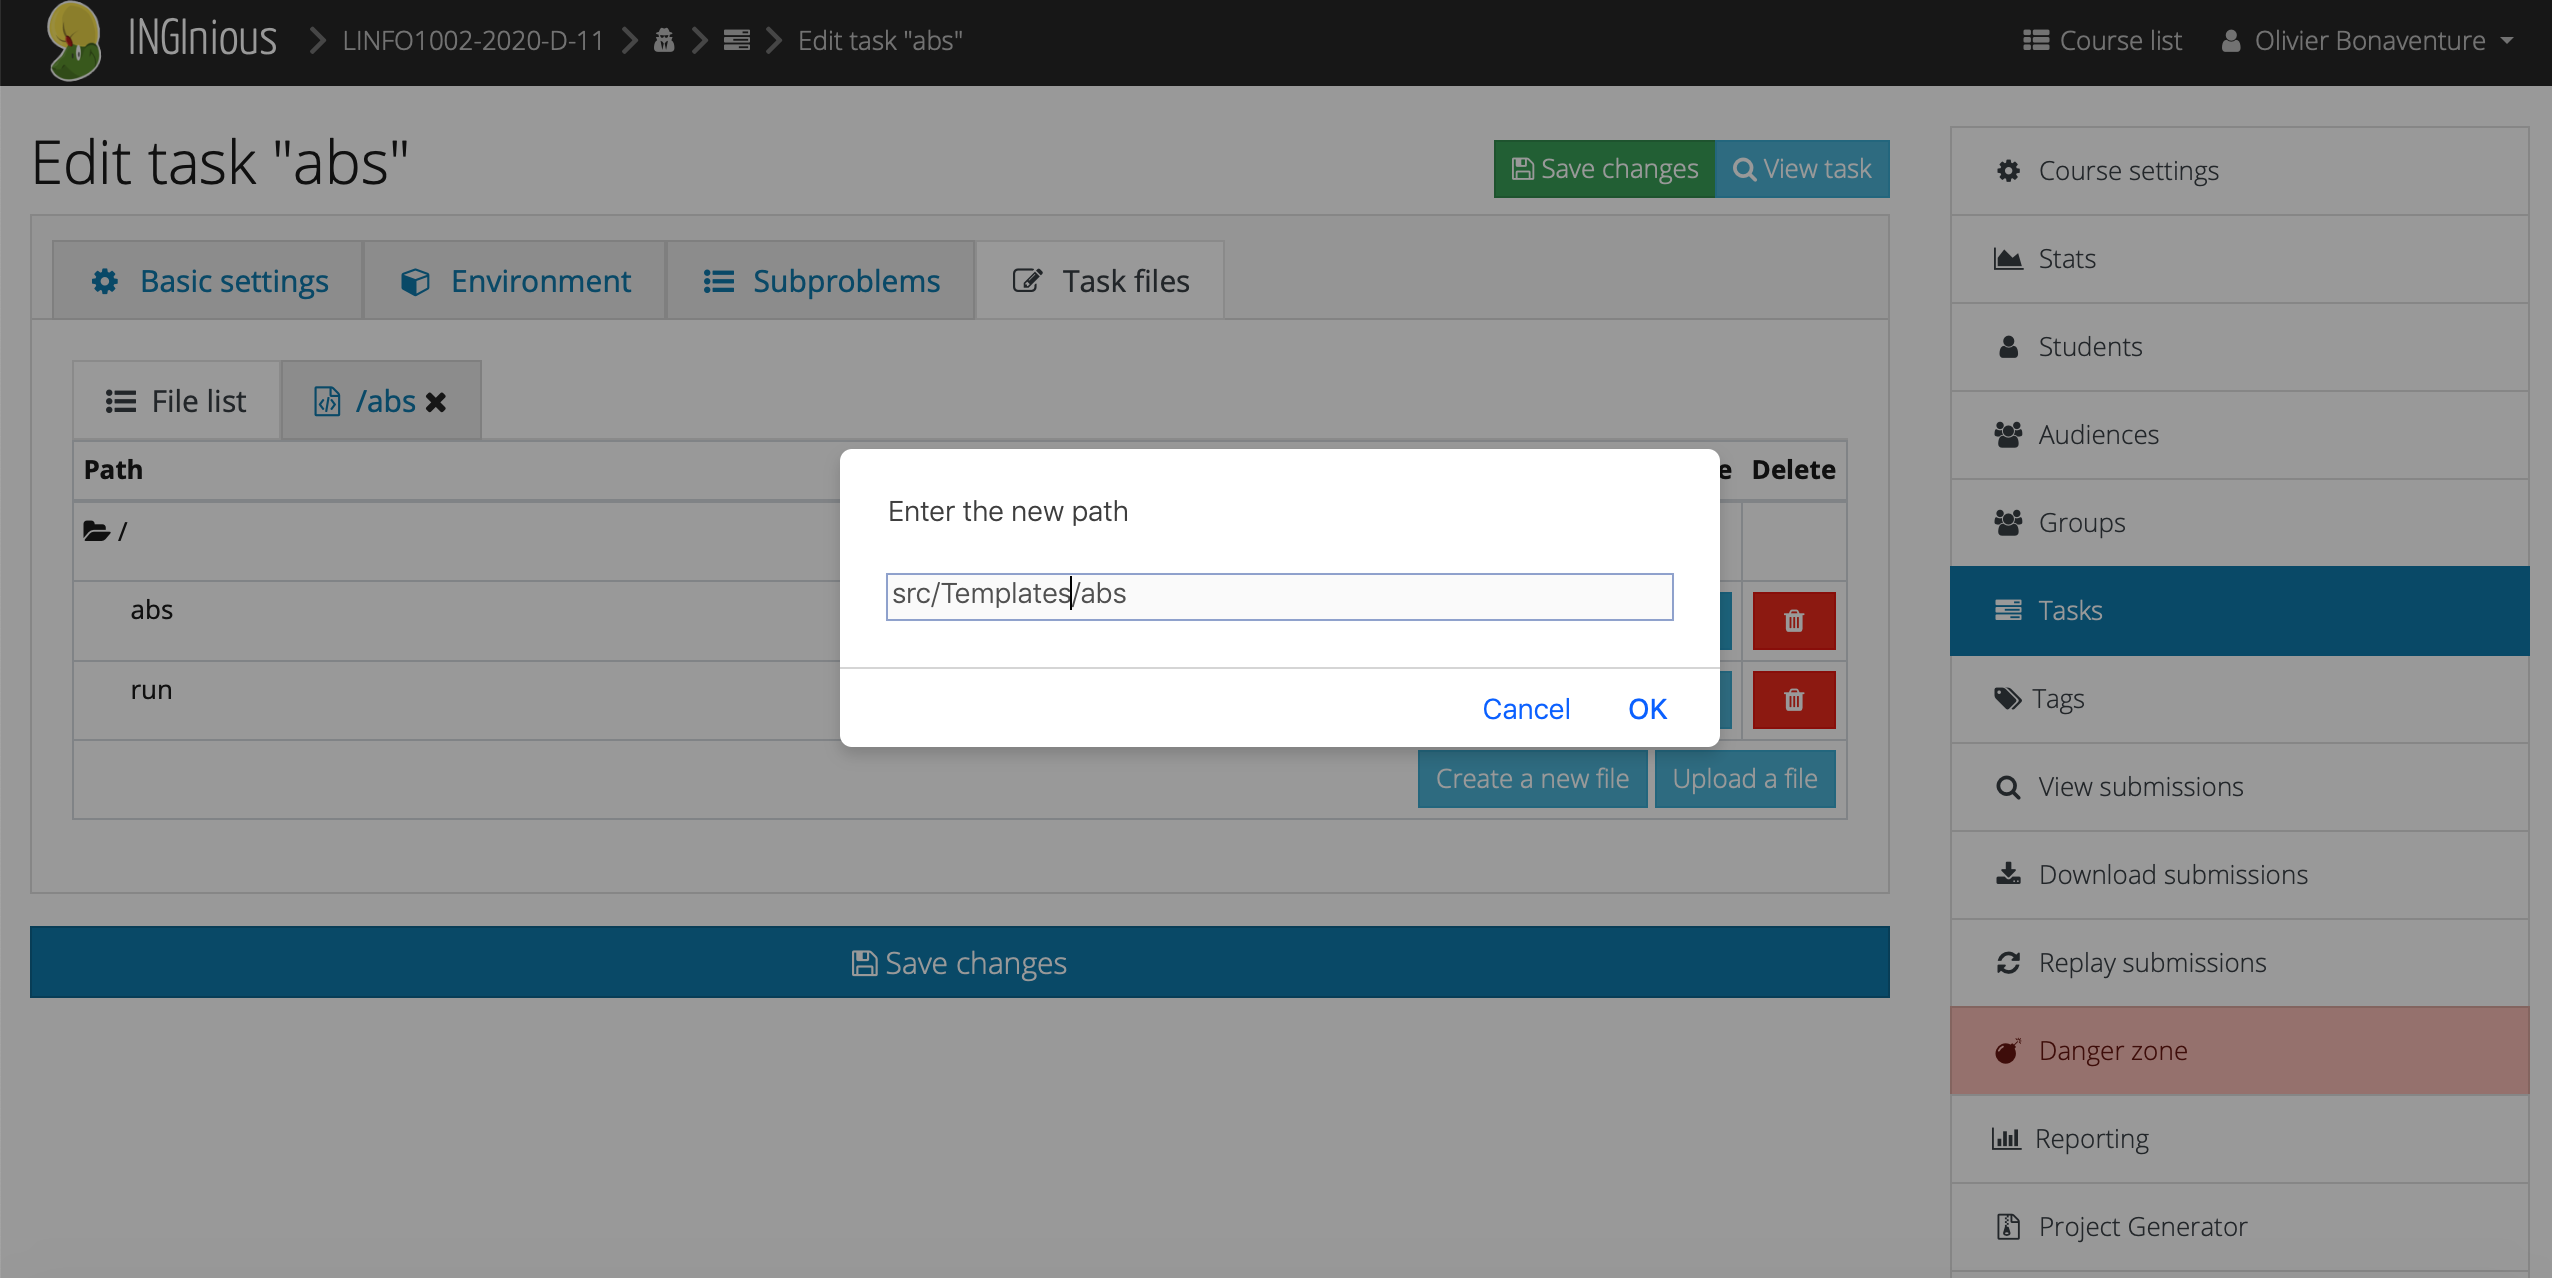 INGInious LINFO1002-2020-D-11 Edit task "abs" Course list Olivier Bonaventure
Edit task "abs"
Save changes View task
Basic settings Environment Subproblems Task files
File list /abs
Path Delete
/
abs
run
Create a new file Upload a file
Enter the new path
src/Templates/abs
Cancel OK
Save changes
Course settings
Stats
Students
Audiences
Groups
Tasks
Tags
View submissions
Download submissions
Replay submissions
Danger zone
Reporting
Project Generator